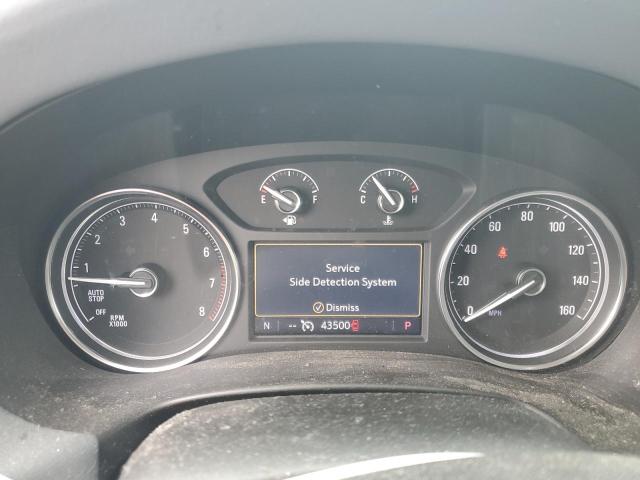 E F
C H
1 2 3 4 5 6 7 8
AUTO
STOP
OFF
RPM
X1000
Service
Side Detection System
Dismiss
N -- 43500 P
0 20 40 60 80 100 120 140 160
MPH